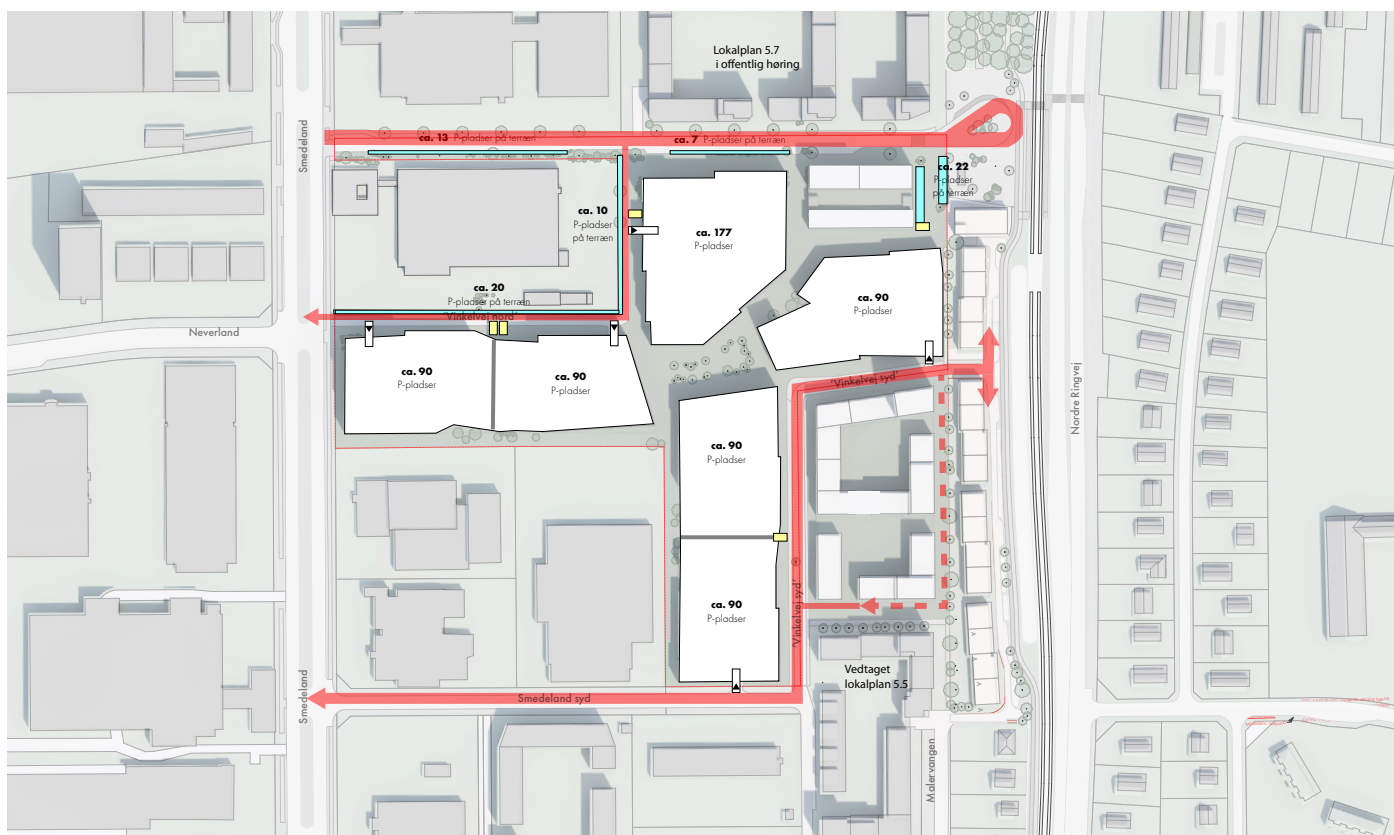 Lokalplan 5.7
i offentlig høring
Smedeland
ca. 13 P-pladser på terræn
ca. 7 P-pladser på terræn
ca. 22
P-pladser
på terræn
ca. 10
P-pladser
på terræn
ca. 177
P-pladser
ca. 20
P-pladser på terræn
'Vinkelvej nord'
ca. 90
P-pladser
Neverland
Nordre Ringvej
ca. 90
P-pladser
ca. 90
P-pladser
'Vinkelvej syd'
ca. 90
P-pladser
ca. 90
P-pladser
'Vinkelvej syd'
Vedtaget
lokalplan 5.5
Smedeland
Smedeland syd
Malervangen